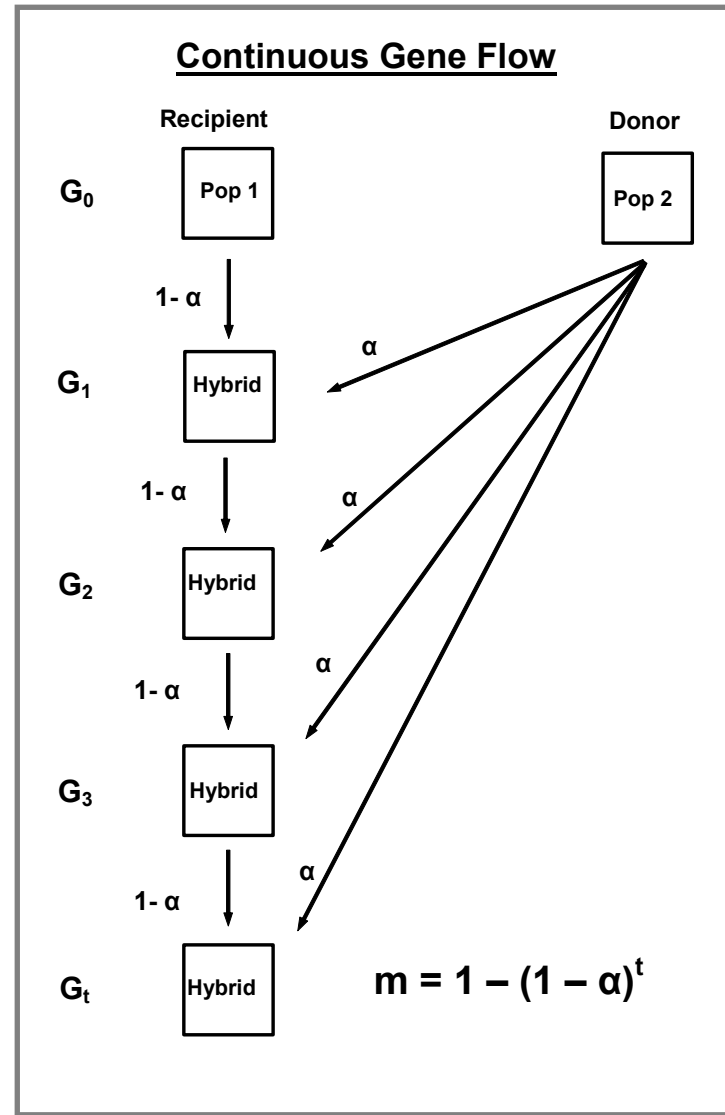 Continuous Gene Flow
Recipient
Donor
G₀
Pop 1
Pop 2
1- α
α
G₁
Hybrid
1- α
α
G₂
Hybrid
1- α
α
G₃
Hybrid
1- α
α
Gₜ
Hybrid
m = 1 – (1 – α)ᵗ